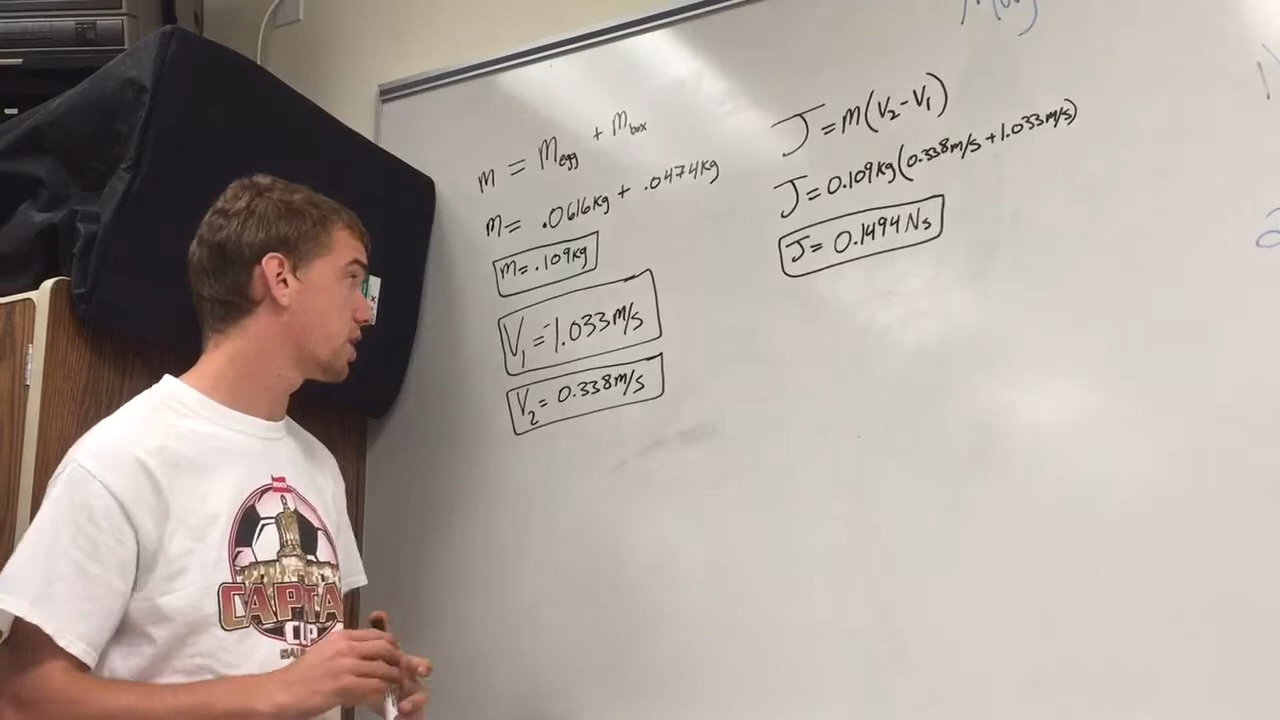 m = m_egg + m_box
m = .0616kg + .0474kg
m = .109kg
V₁ = -1.033m/s
V₂ = 0.338m/s
J = m(V₂ - V₁)
J = 0.109kg(0.338m/s + 1.033m/s)
J = 0.1494 Ns
CAPITA
CUP